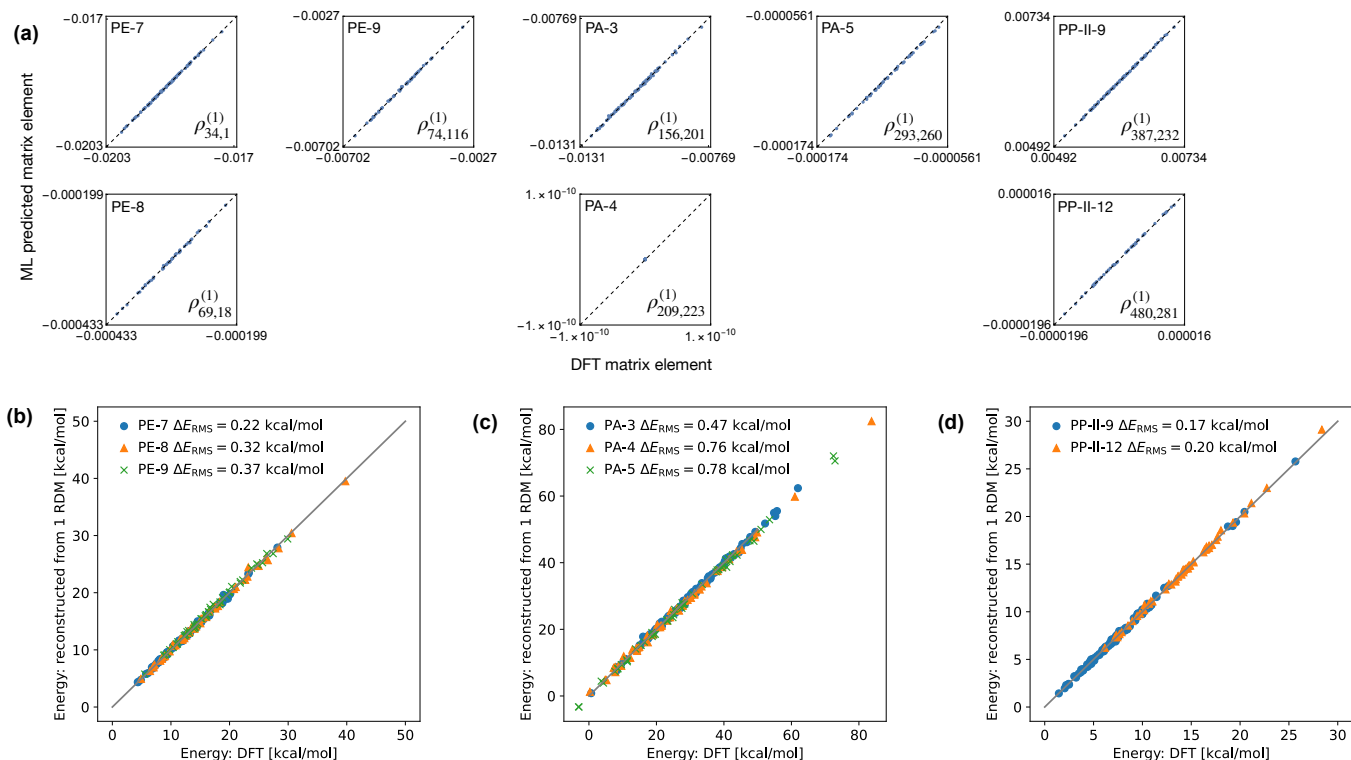 (a)
ML predicted matrix element
−0.017
PE-7
ρ(1)34,1
−0.0203
−0.0203
−0.017
−0.0027
PE-9
ρ(1)74,116
−0.00702
−0.00702
−0.0027
−0.00769
PA-3
ρ(1)156,201
−0.0131
−0.0131
−0.00769
−0.0000561
PA-5
ρ(1)293,260
−0.000174
−0.000174
−0.0000561
0.00734
PP-II-9
ρ(1)387,232
0.00492
0.00492
0.00734
−0.000199
PE-8
ρ(1)69,18
−0.000433
−0.000433
−0.000199
1.×10−10
PA-4
ρ(1)209,223
−1.×10−10
−1.×10−10
1.×10−10
0.000016
PP-II-12
ρ(1)480,281
−0.0000196
−0.0000196
0.000016
DFT matrix element
(b)
Energy: reconstructed from 1 RDM [kcal/mol]
50
40
30
20
10
0
PE-7 ΔERMS = 0.22 kcal/mol
PE-8 ΔERMS = 0.32 kcal/mol
PE-9 ΔERMS = 0.37 kcal/mol
0 10 20 30 40 50
Energy: DFT [kcal/mol]
(c)
Energy: reconstructed from 1 RDM [kcal/mol]
80
60
40
20
0
PA-3 ΔERMS = 0.47 kcal/mol
PA-4 ΔERMS = 0.76 kcal/mol
PA-5 ΔERMS = 0.78 kcal/mol
0 20 40 60 80
Energy: DFT [kcal/mol]
(d)
Energy: reconstructed from 1 RDM [kcal/mol]
30
25
20
15
10
5
0
PP-II-9 ΔERMS = 0.17 kcal/mol
PP-II-12 ΔERMS = 0.20 kcal/mol
0 5 10 15 20 25 30
Energy: DFT [kcal/mol]